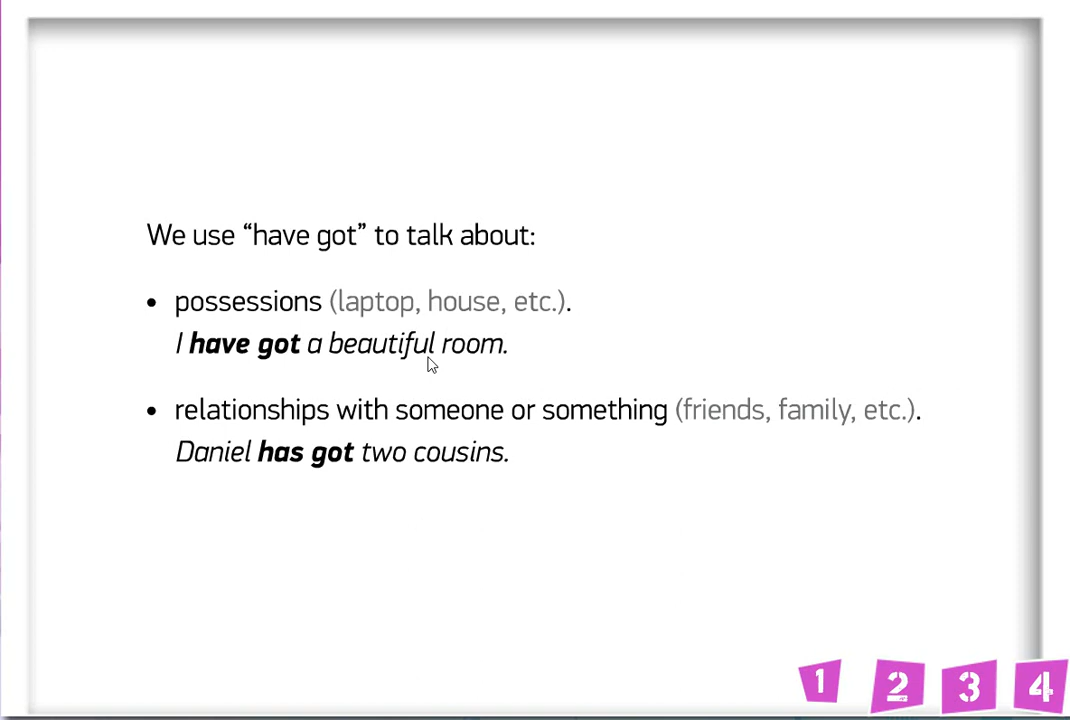 We use “have got” to talk about:
• possessions (laptop, house, etc.).
I have got a beautiful room.
• relationships with someone or something (friends, family, etc.).
Daniel has got two cousins.
1 2 3 4